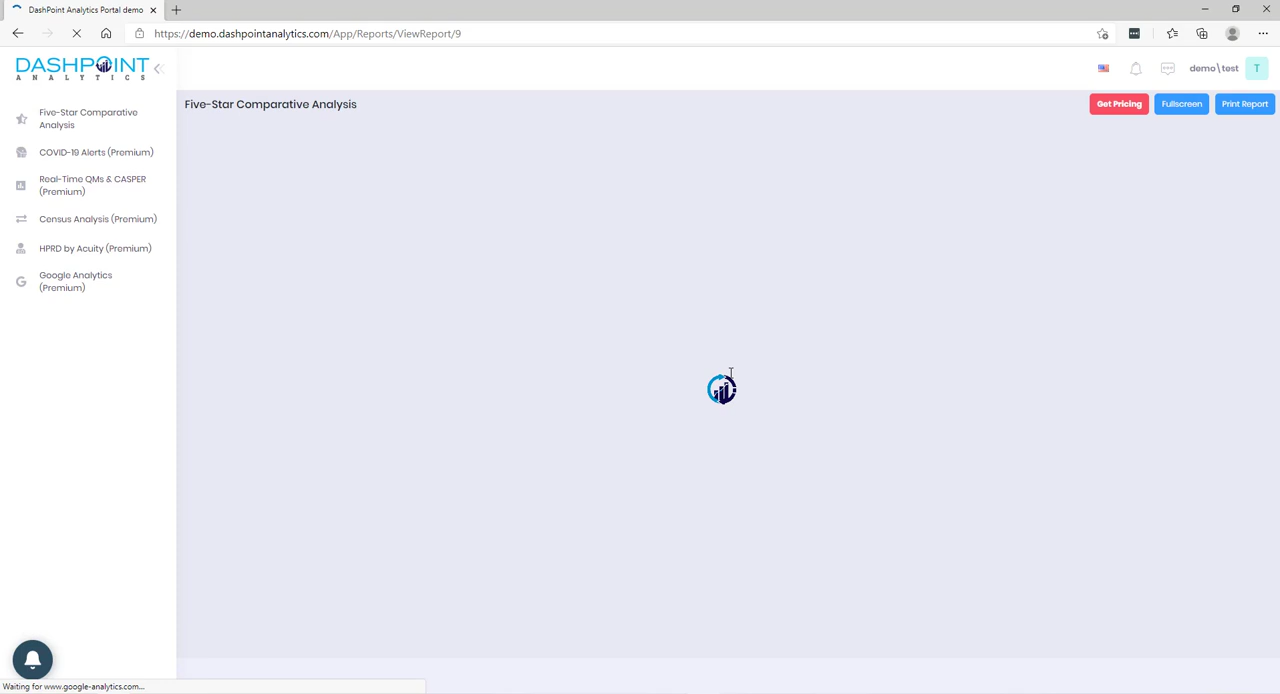 DashPoint Analytics Portal demo
https://demo.dashpointanalytics.com/App/Reports/ViewReport/9
DASHPOINT
ANALYTICS
demo\test
T
Five-Star Comparative Analysis
Get Pricing
Fullscreen
Print Report
Five-Star Comparative
Analysis
COVID-19 Alerts (Premium)
Real-Time QMs & CASPER
(Premium)
Census Analysis (Premium)
HPRD by Acuity (Premium)
Google Analytics
(Premium)
Waiting for www.google-analytics.com...